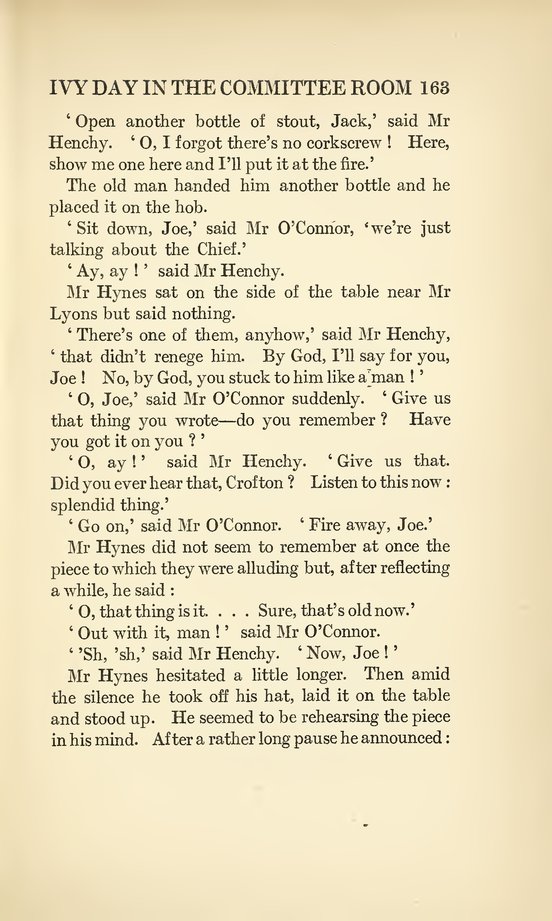 IVY DAY IN THE COMMITTEE ROOM 163
‘ Open another bottle of stout, Jack,’ said Mr
Henchy. ‘ O, I forgot there’s no corkscrew ! Here,
show me one here and I’ll put it at the fire.’
The old man handed him another bottle and he
placed it on the hob.
‘ Sit down, Joe,’ said Mr O’Connor, ‘we’re just
talking about the Chief.’
‘ Ay, ay ! ’ said Mr Henchy.
Mr Hynes sat on the side of the table near Mr
Lyons but said nothing.
‘ There’s one of them, anyhow,’ said Mr Henchy,
‘ that didn’t renege him. By God, I’ll say for you,
Joe ! No, by God, you stuck to him like a man ! ’
‘ O, Joe,’ said Mr O’Connor suddenly. ‘ Give us
that thing you wrote—do you remember ? Have
you got it on you ? ’
‘ O, ay ! ’ said Mr Henchy. ‘ Give us that.
Did you ever hear that, Crofton ? Listen to this now :
splendid thing.’
‘ Go on,’ said Mr O’Connor. ‘ Fire away, Joe.’
Mr Hynes did not seem to remember at once the
piece to which they were alluding but, after reflecting
a while, he said :
‘ O, that thing is it. . . . Sure, that’s old now.’
‘ Out with it, man ! ’ said Mr O’Connor.
‘ ’Sh, ’sh,’ said Mr Henchy. ‘ Now, Joe ! ’
Mr Hynes hesitated a little longer. Then amid
the silence he took off his hat, laid it on the table
and stood up. He seemed to be rehearsing the piece
in his mind. After a rather long pause he announced :